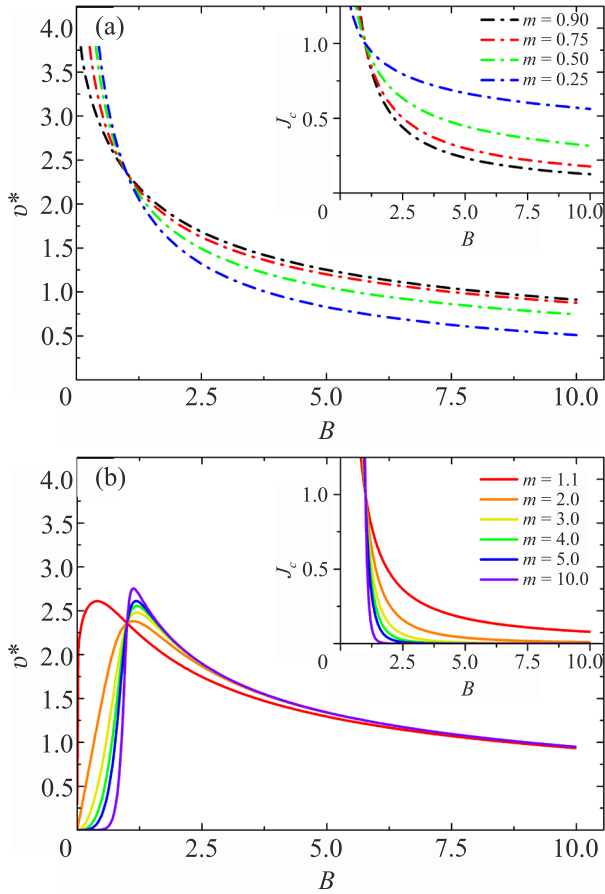 (a)
4.0
3.5
3.0
2.5
2.0
1.5
1.0
0.5
0
2.5
5.0
7.5
10.0
B
υ*
1.0
0.5
0
2.5
5.0
7.5
10.0
B
J_c
m = 0.90
m = 0.75
m = 0.50
m = 0.25
(b)
4.0
3.5
3.0
2.5
2.0
1.5
1.0
0.5
0
2.5
5.0
7.5
10.0
B
υ*
1.0
0.5
0
2.5
5.0
7.5
10.0
B
J_c
m = 1.1
m = 2.0
m = 3.0
m = 4.0
m = 5.0
m = 10.0